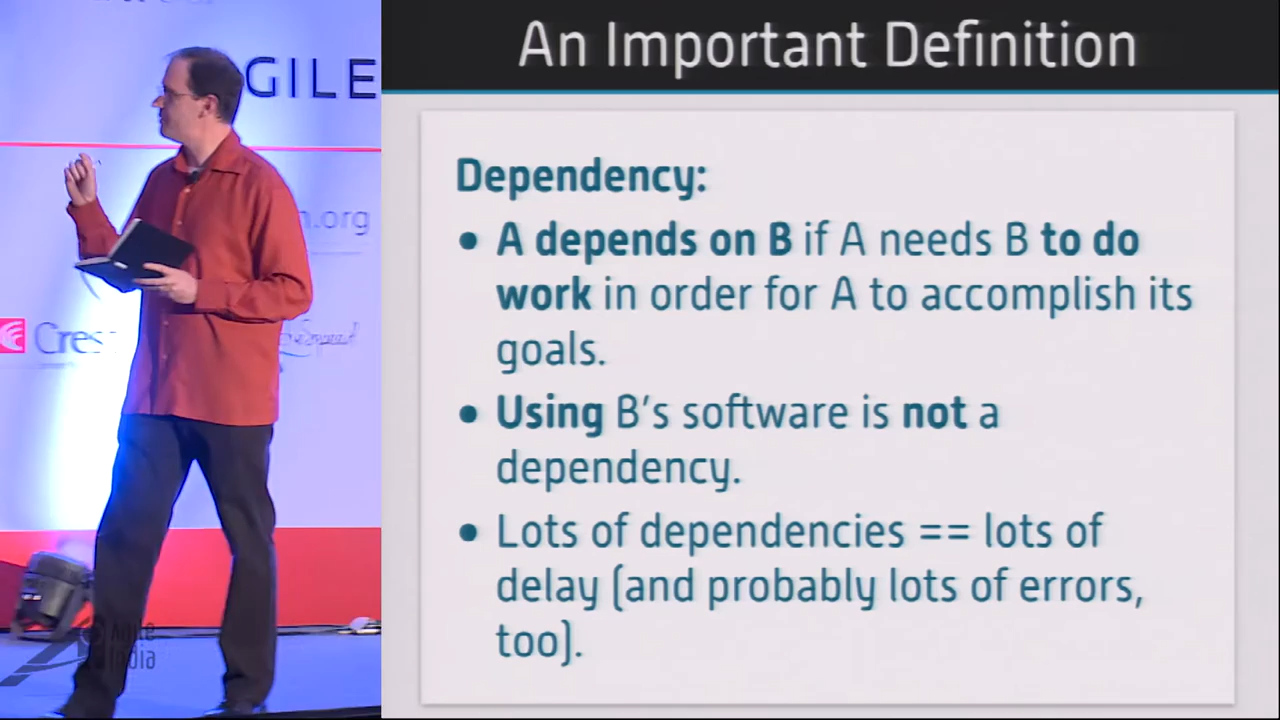 An Important Definition
GILE
Dependency:
• A depends on B if A needs B to do
work in order for A to accomplish its
goals.
• Using B's software is not a
dependency.
• Lots of dependencies == lots of
delay (and probably lots of errors,
too).
n.org
Cres
Agile
India